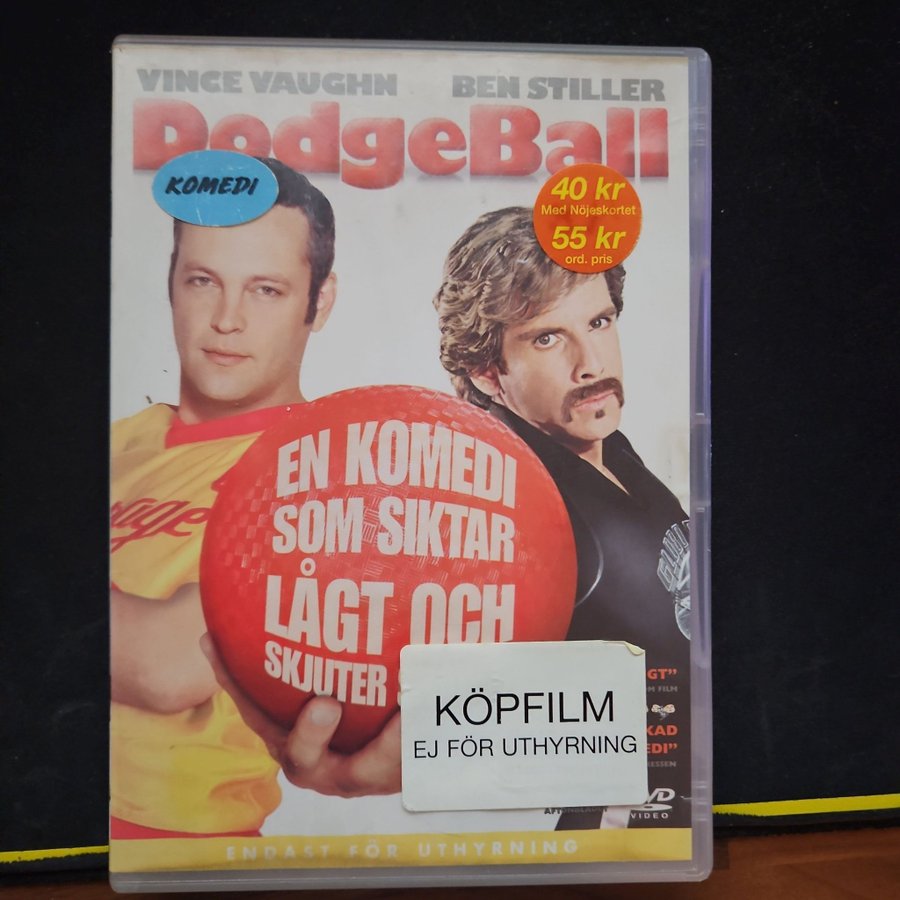 VINCE VAUGHN BEN STILLER
DodgeBall
KOMEDI
40 kr
Med Nöjeskortet
55 kr
ord. pris
EN KOMEDI
SOM SIKTAR
LÅGT OCH
SKJUTER
KÖPFILM
EJ FÖR UTHYRNING
VIDEO
ENDAST FÖR UTHYRNING